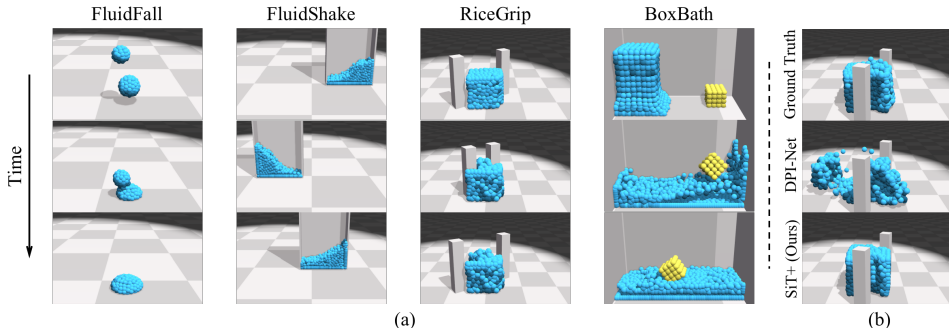 FluidFall
FluidShake
RiceGrip
BoxBath
Time
Ground Truth
DPI-Net
SiT+ (Ours)
(a)
(b)